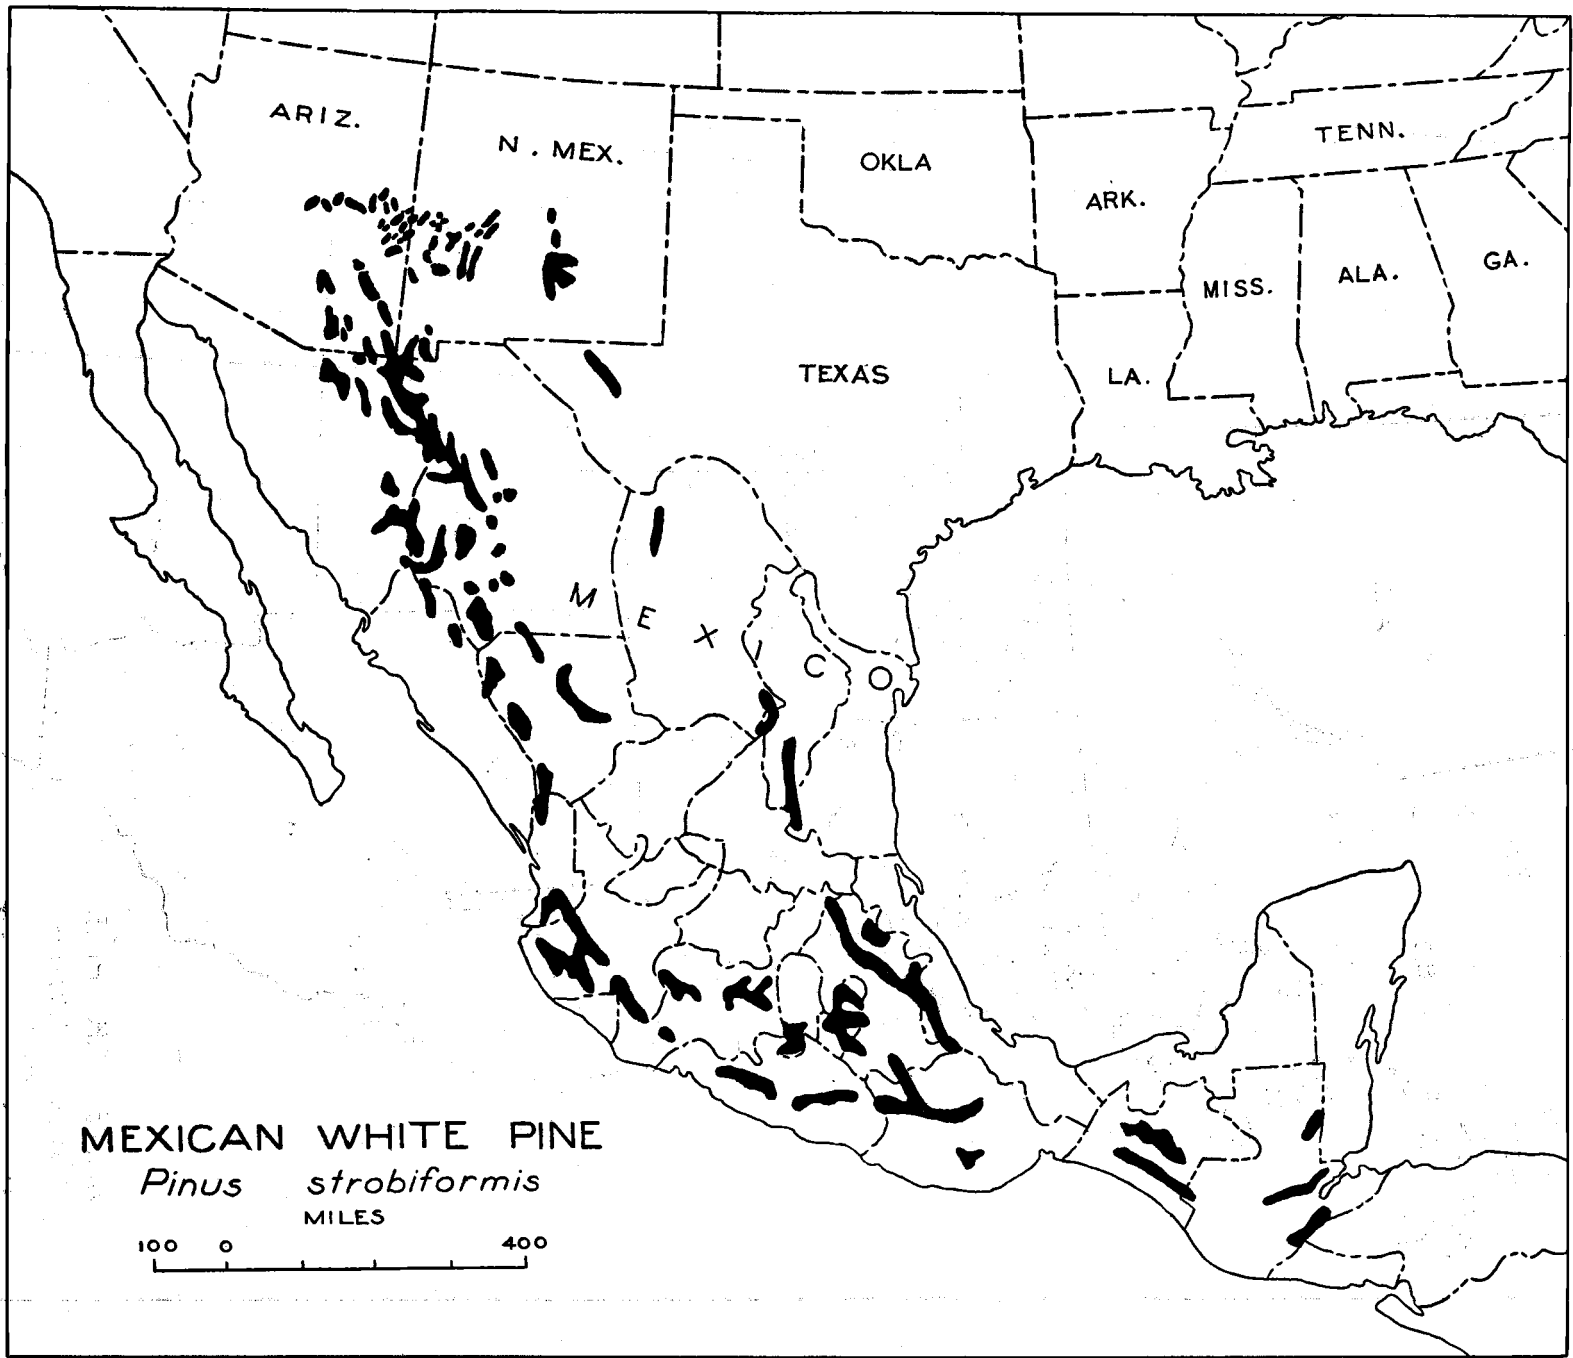 ARIZ.
N. MEX.
OKLA
TENN.
ARK.
MISS.
ALA.
GA.
TEXAS
LA.
MEXCO
MEXICAN WHITE PINE
Pinus strobiformis
MILES
100 0 400